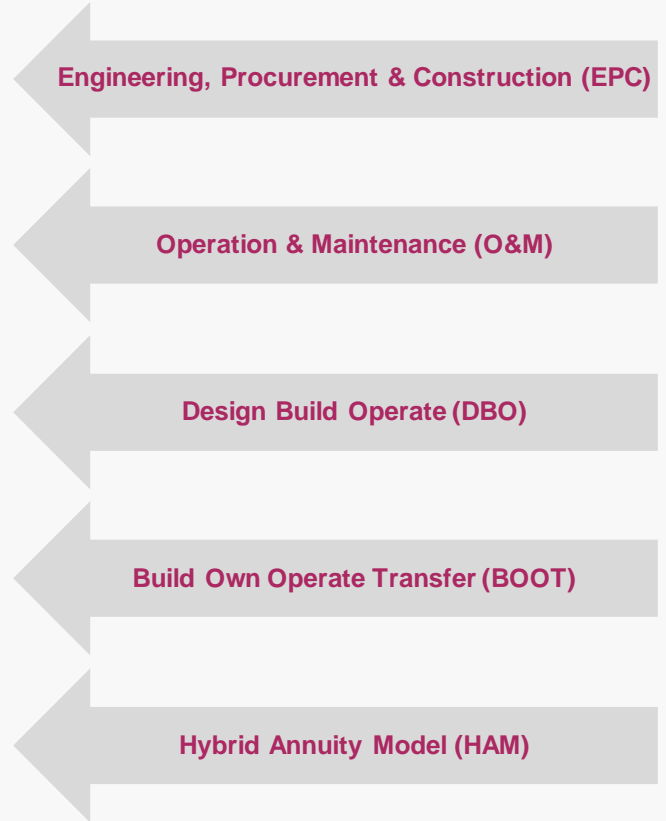 Engineering, Procurement & Construction (EPC)
Operation & Maintenance (O&M)
Design Build Operate (DBO)
Build Own Operate Transfer (BOOT)
Hybrid Annuity Model (HAM)